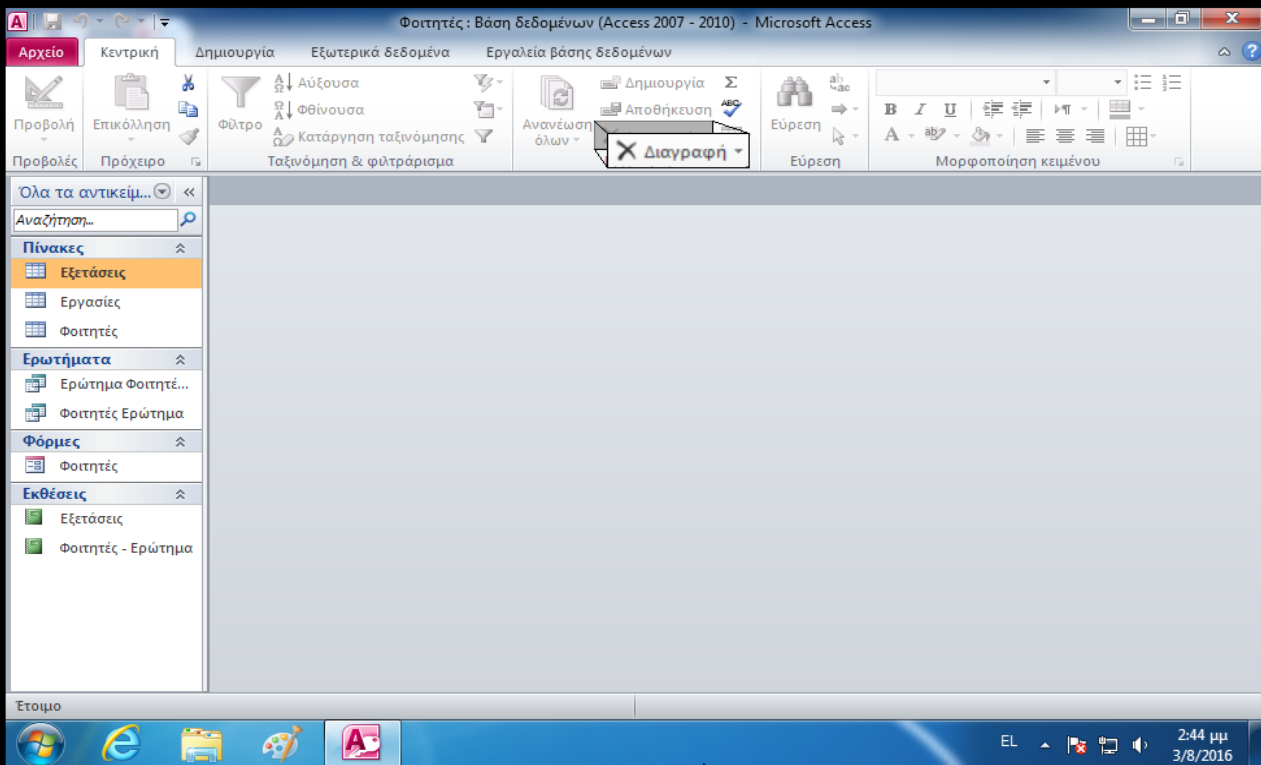 Φοιτητές : Βάση δεδομένων (Access 2007 - 2010) - Microsoft Access
Αρχείο Κεντρική Δημιουργία Εξωτερικά δεδομένα Εργαλεία βάσης δεδομένων
Προβολή
Προβολές
Επικόλληση
Πρόχειρο
Φίλτρο
Αύξουσα
Φθίνουσα
Κατάργηση ταξινόμησης
Ταξινόμηση & φιλτράρισμα
Ανανέωση
όλων
Δημιουργία
Αποθήκευση
Διαγραφή
Εύρεση
Εύρεση
B I U
Μορφοποίηση κειμένου
Όλα τα αντικείμ...
Αναζήτηση...
Πίνακες
Εξετάσεις
Εργασίες
Φοιτητές
Ερωτήματα
Ερώτημα Φοιτητέ...
Φοιτητές Ερώτημα
Φόρμες
Φοιτητές
Εκθέσεις
Εξετάσεις
Φοιτητές - Ερώτημα
Έτοιμο
EL
2:44 μμ
3/8/2016